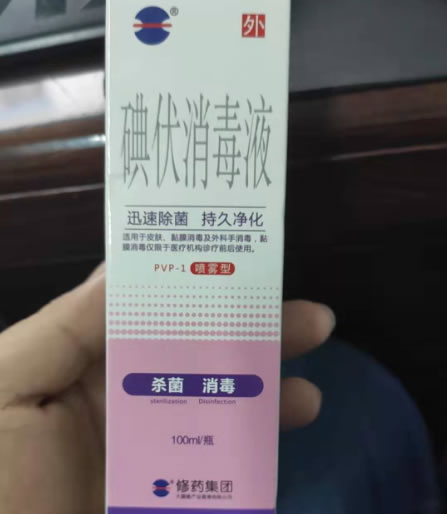 ®
外
碘伏消毒液
迅速除菌 持久净化
适用于皮肤、黏膜消毒及外科手消毒,黏
膜消毒仅限于医疗机构诊疗前后使用。
PVP-1 喷雾型
杀菌 消毒
sterilization Disinfection
100ml/瓶
修药集团